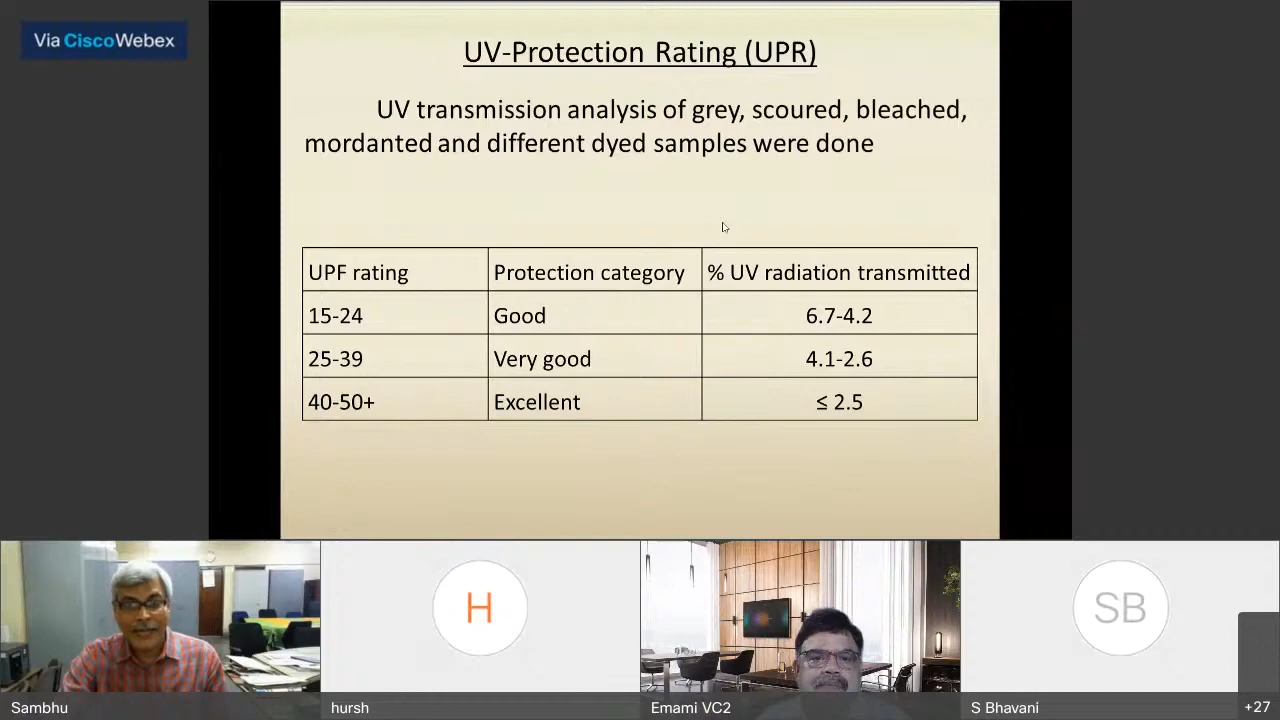 Via CiscoWebex
UV-Protection Rating (UPR)
UV transmission analysis of grey, scoured, bleached,
mordanted and different dyed samples were done
UPF rating Protection category % UV radiation transmitted
15-24 Good 6.7-4.2
25-39 Very good 4.1-2.6
40-50+ Excellent ≤ 2.5
H
SB
Sambhu
hursh
Emami VC2
S Bhavani
+27